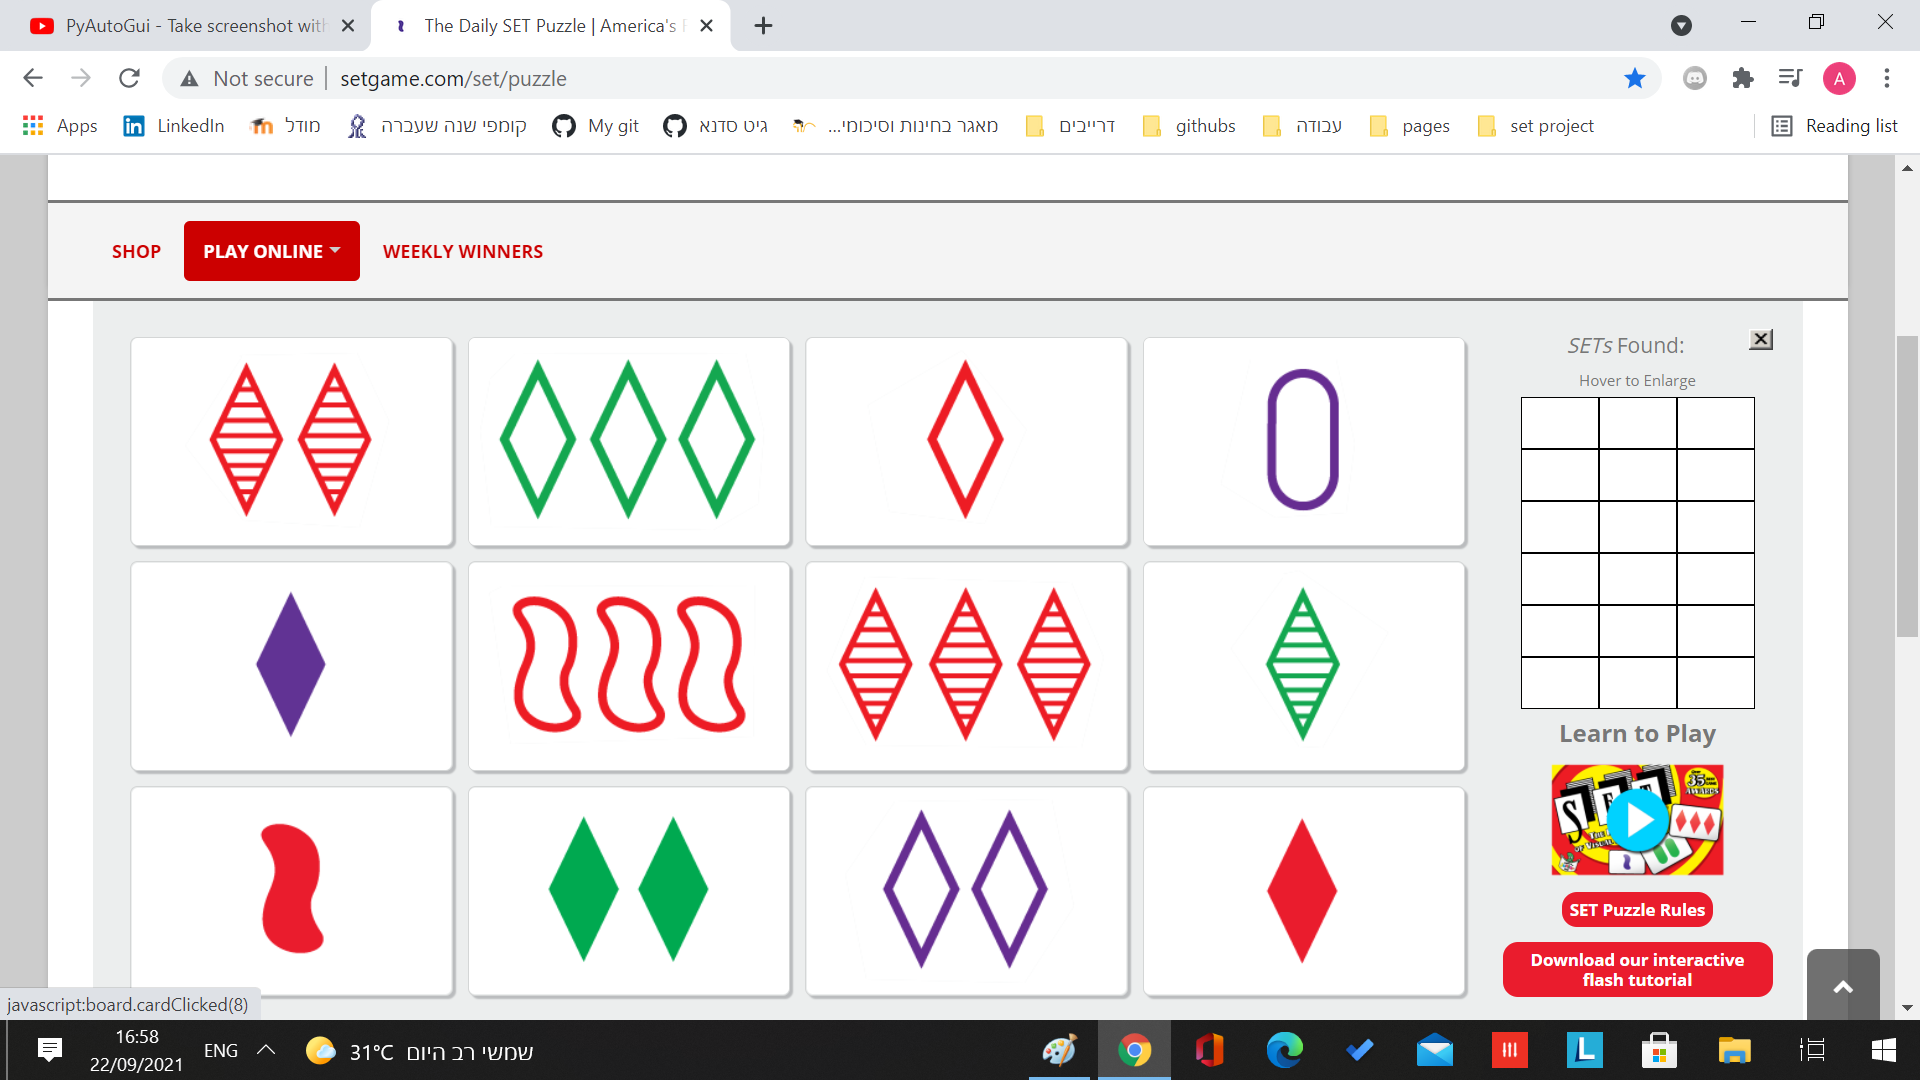 PyAutoGui - Take screenshot with
The Daily SET Puzzle | America's
Not secure
setgame.com/set/puzzle
A
Apps
LinkedIn
מודל
קומפי שנה שעברה
My git
גיט סדנא
מאגר בחינות וסיכומי...
דרייבים
githubs
עבודה
pages
set project
Reading list
SHOP
PLAY ONLINE
WEEKLY WINNERS
SETs Found:
Hover to Enlarge
Learn to Play
SET Puzzle Rules
Download our interactive
flash tutorial
javascript:board.cardClicked(8)
16:58
22/09/2021
ENG
31°C שמשי רב היום